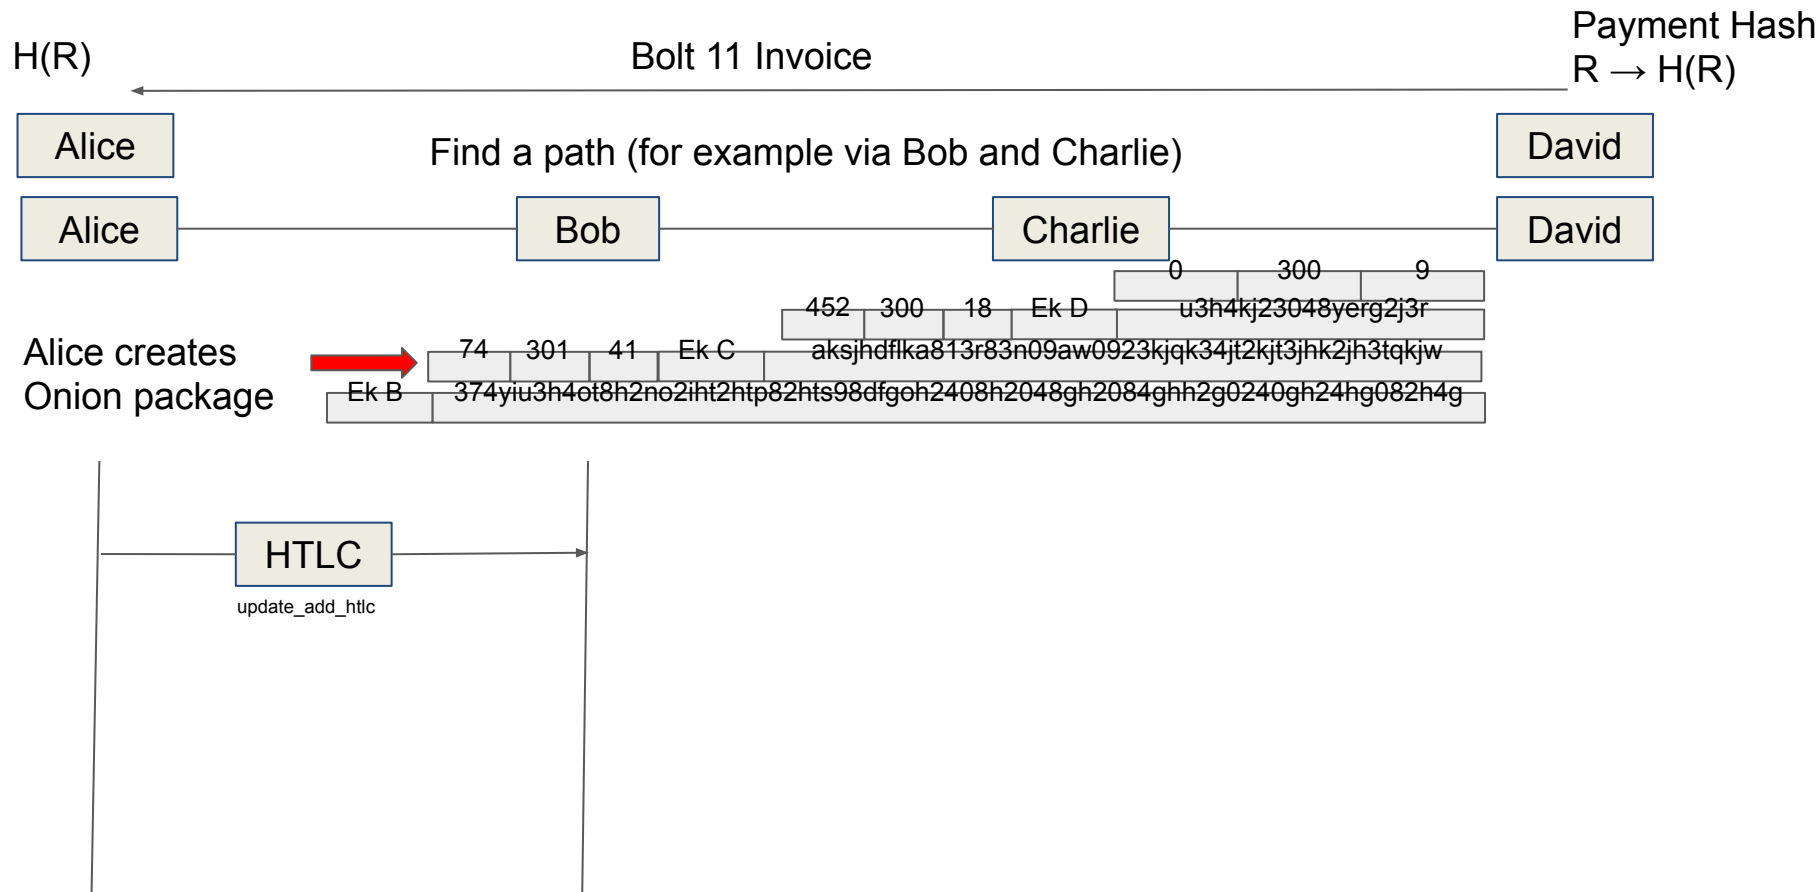 Payment Hash
H(R) Bolt 11 Invoice R → H(R)
Alice Find a path (for example via Bob and Charlie) David
Alice Bob Charlie David
0 300 9
452 300 18 Ek D u3h4kj23048yerg2j3r
Alice creates
74 301 41 Ek C aksjhdflka813r83n09aw0923kjqk34jt2kjt3jhk2jh3tqkjw
Onion package
Ek B 374yiu3h4ot8h2no2iht2htp82hts98dfgoh2408h2048gh2084ghh2g0240gh24hg082h4g
HTLC
update_add_htlc